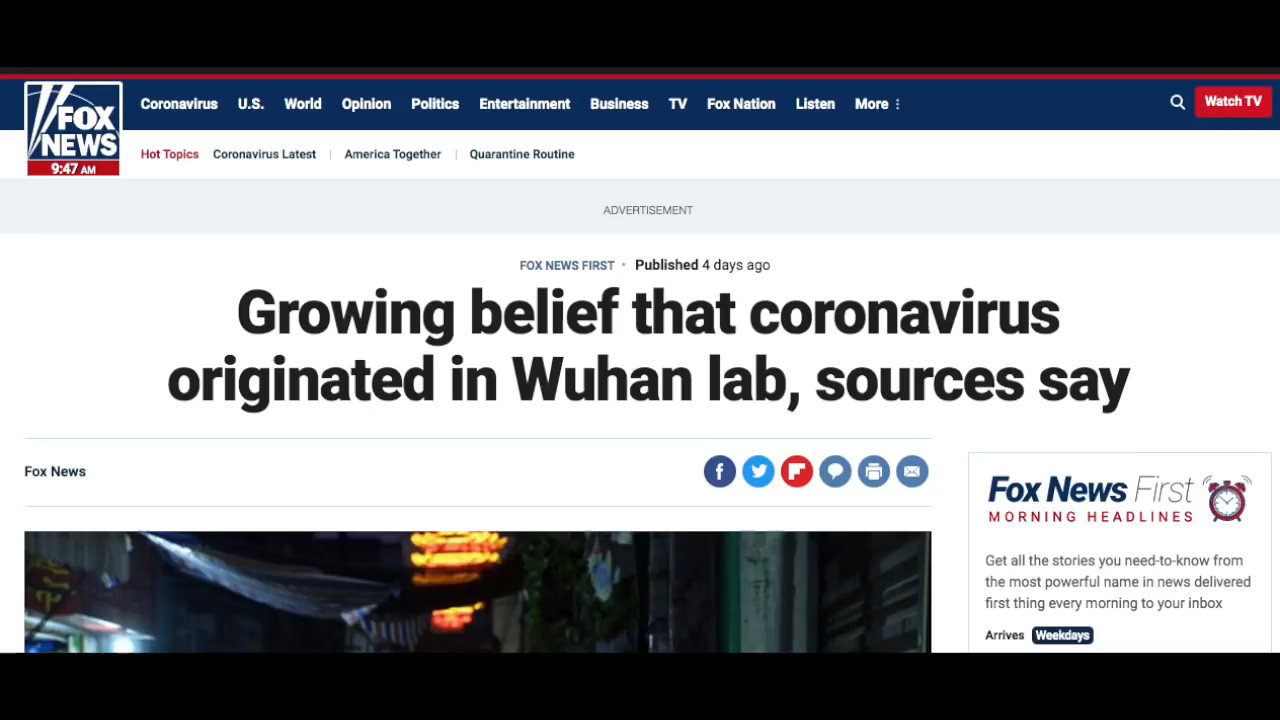 Coronavirus U.S. World Opinion Politics Entertainment Business TV Fox Nation Listen More Watch TV
FOX
NEWS
9:47 AM
Hot Topics Coronavirus Latest America Together Quarantine Routine
ADVERTISEMENT
FOX NEWS FIRST · Published 4 days ago
Growing belief that coronavirus
originated in Wuhan lab, sources say
Fox News
Fox News First
MORNING HEADLINES
Get all the stories you need-to-know from
the most powerful name in news delivered
first thing every morning to your inbox
Arrives Weekdays